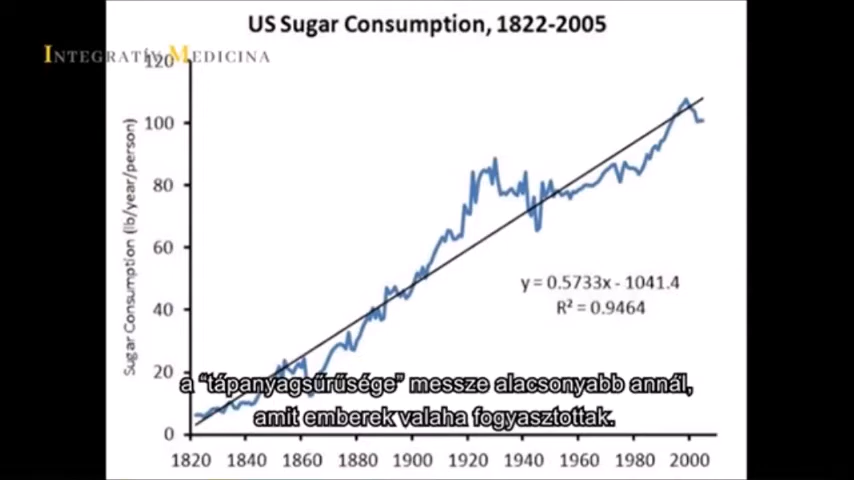 US Sugar Consumption, 1822-2005
INTEGRATÍV MEDICINA
120
100
80
60
40
20
0
Sugar Consumption (lb/year/person)
y = 0.5733x - 1041.4
R² = 0.9464
a “tápanyagsűrűsége” messze alacsonyabb annál,
amit emberek valaha fogyasztottak.
1820 1840 1860 1880 1900 1920 1940 1960 1980 2000